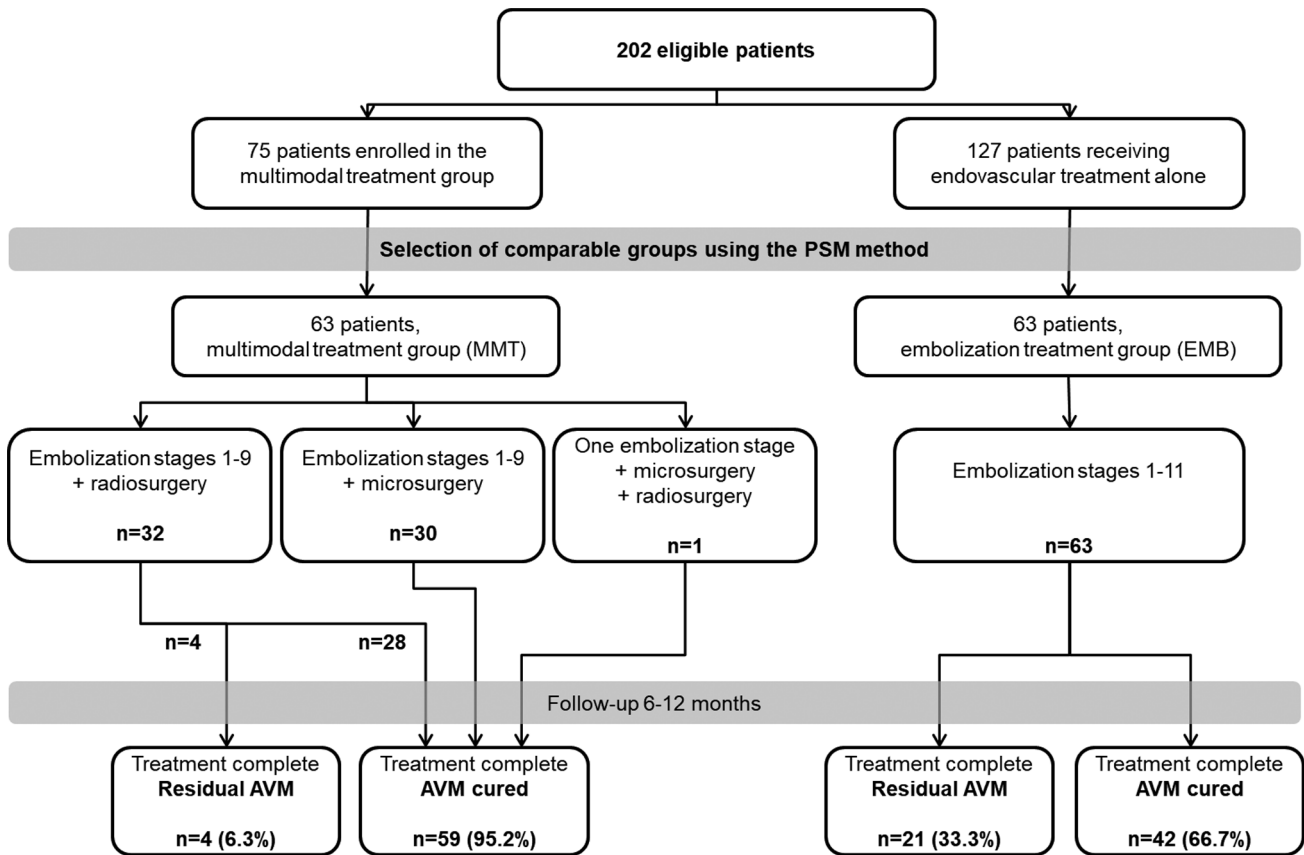 202 eligible patients
75 patients enrolled in the
multimodal treatment group
127 patients receiving
endovascular treatment alone
Selection of comparable groups using the PSM method
63 patients,
multimodal treatment group (MMT)
63 patients,
embolization treatment group (EMB)
Embolization stages 1-9
+ radiosurgery
n=32
Embolization stages 1-9
+ microsurgery
n=30
One embolization stage
+ microsurgery
+ radiosurgery
n=1
Embolization stages 1-11
n=63
n=4
n=28
Follow-up 6-12 months
Treatment complete
Residual AVM
n=4 (6.3%)
Treatment complete
AVM cured
n=59 (95.2%)
Treatment complete
Residual AVM
n=21 (33.3%)
Treatment complete
AVM cured
n=42 (66.7%)